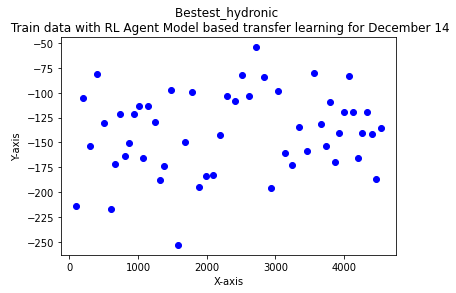 Bestest_hydronic
Train data with RL Agent Model based transfer learning for December 14
−50
−75
−100
−125
−150
−175
−200
−225
−250
Y-axis
0 1000 2000 3000 4000
X-axis